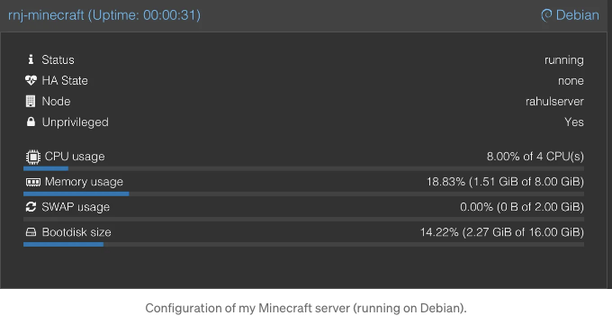 rnj-minecraft (Uptime: 00:00:31) Debian
Status running
HA State none
Node rahulserver
Unprivileged Yes
CPU usage 8.00% of 4 CPU(s)
Memory usage 18.83% (1.51 GiB of 8.00 GiB)
SWAP usage 0.00% (0 B of 2.00 GiB)
Bootdisk size 14.22% (2.27 GiB of 16.00 GiB)
Configuration of my Minecraft server (running on Debian).